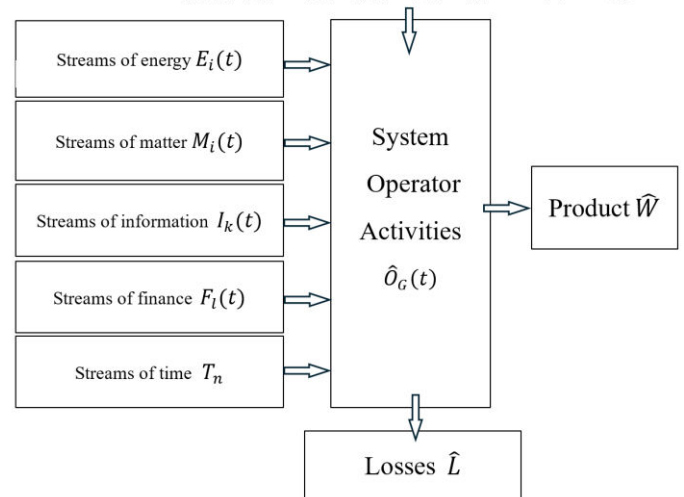 Streams of energy E_i(t)
Streams of matter M_i(t)
Streams of information I_k(t)
Streams of finance F_l(t)
Streams of time T_n
System
Operator
Activities
Ô_G(t)
Product Ŵ
Losses L̂